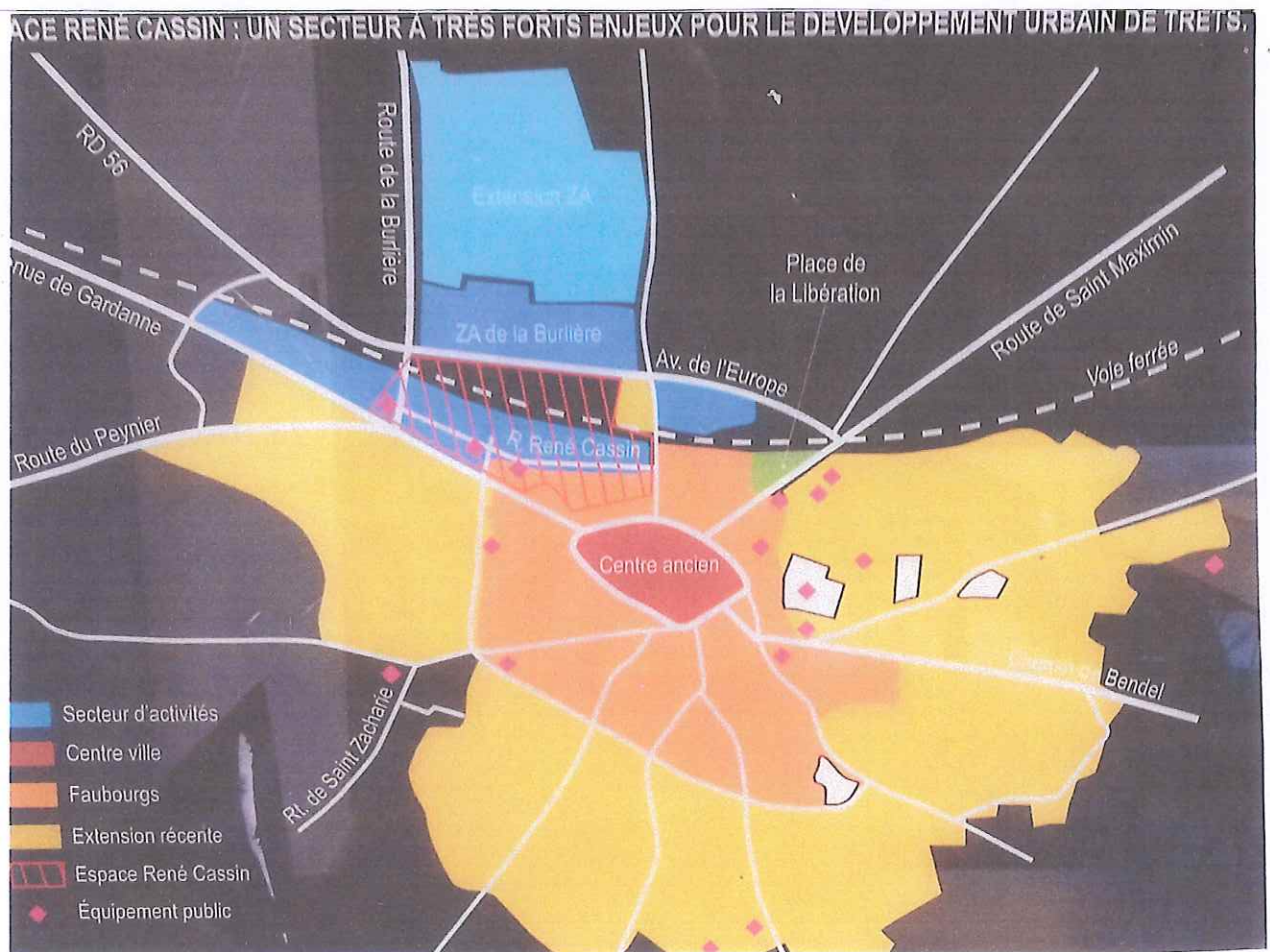 ACE RENÉ CASSIN : UN SECTEUR À TRÈS FORTS ENJEUX POUR LE DÉVELOPPEMENT URBAIN DE TRETS.
RD 56
Route de la Burlière
Extension ZA
Place de
la Libération
Route de Saint Maximin
nue de Gardanne
ZA de la Burlière
Av. de l'Europe
Voie ferrée
Route du Peynier
R. René Cassin
Centre ancien
Bendel
Rt. de Saint Zacharie
Secteur d'activités
Centre ville
Faubourgs
Extension récente
Espace René Cassin
Équipement public